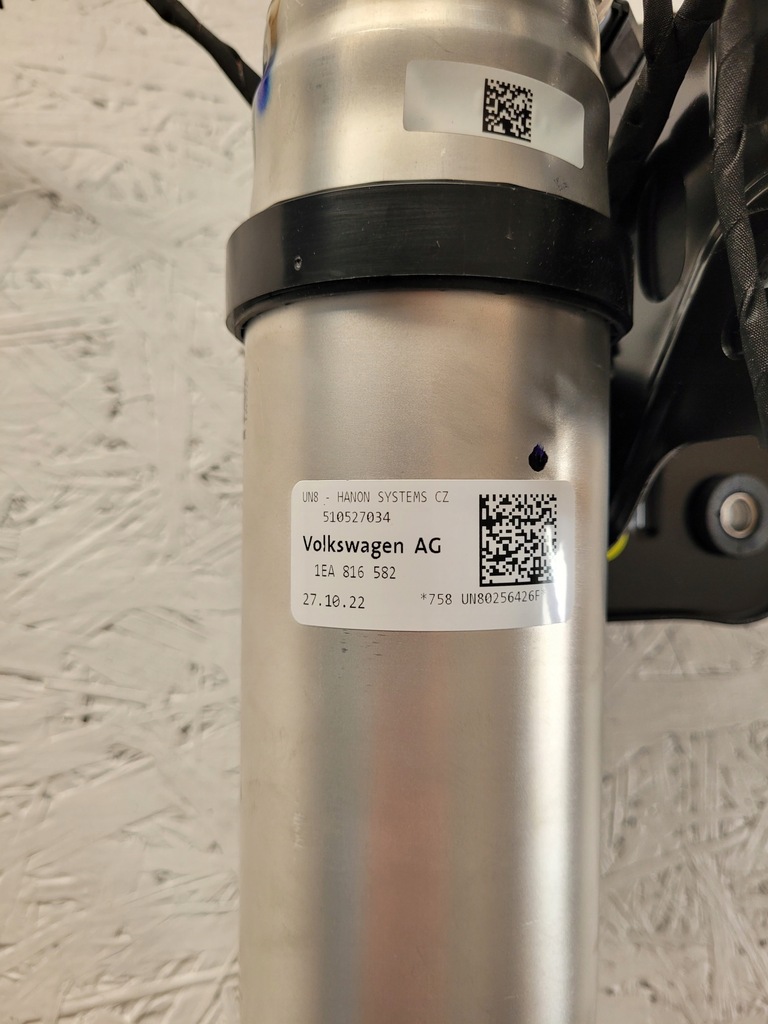 UN8 - HANON SYSTEMS CZ
510527034
Volkswagen AG
1EA 816 582
27.10.22 *758 UN80256426F